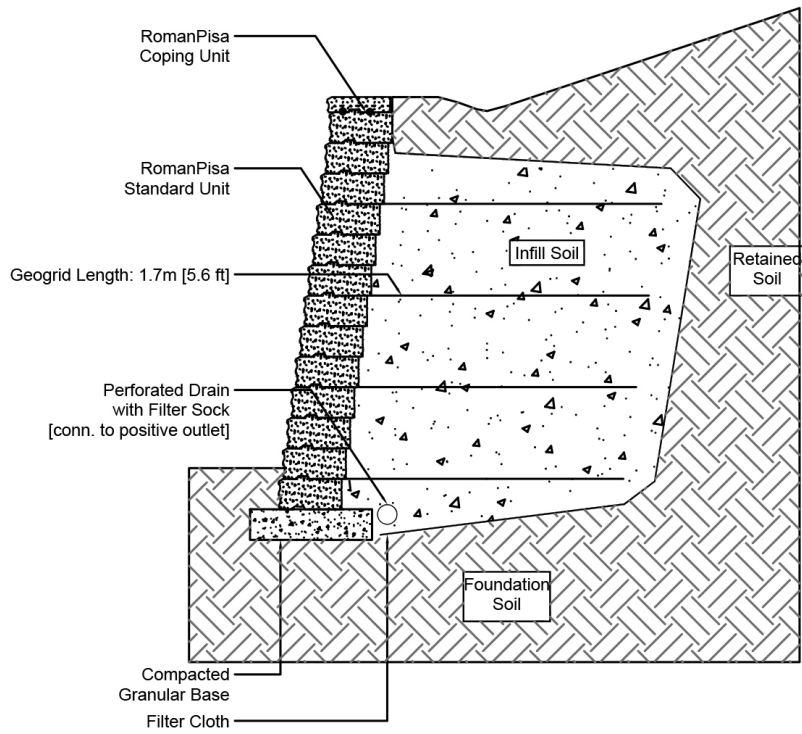 RomanPisa
Coping Unit
RomanPisa
Standard Unit
Infill Soil
Retained
Soil
Geogrid Length: 1.7m [5.6 ft]
Perforated Drain
with Filter Sock
[conn. to positive outlet]
Foundation
Soil
Compacted
Granular Base
Filter Cloth